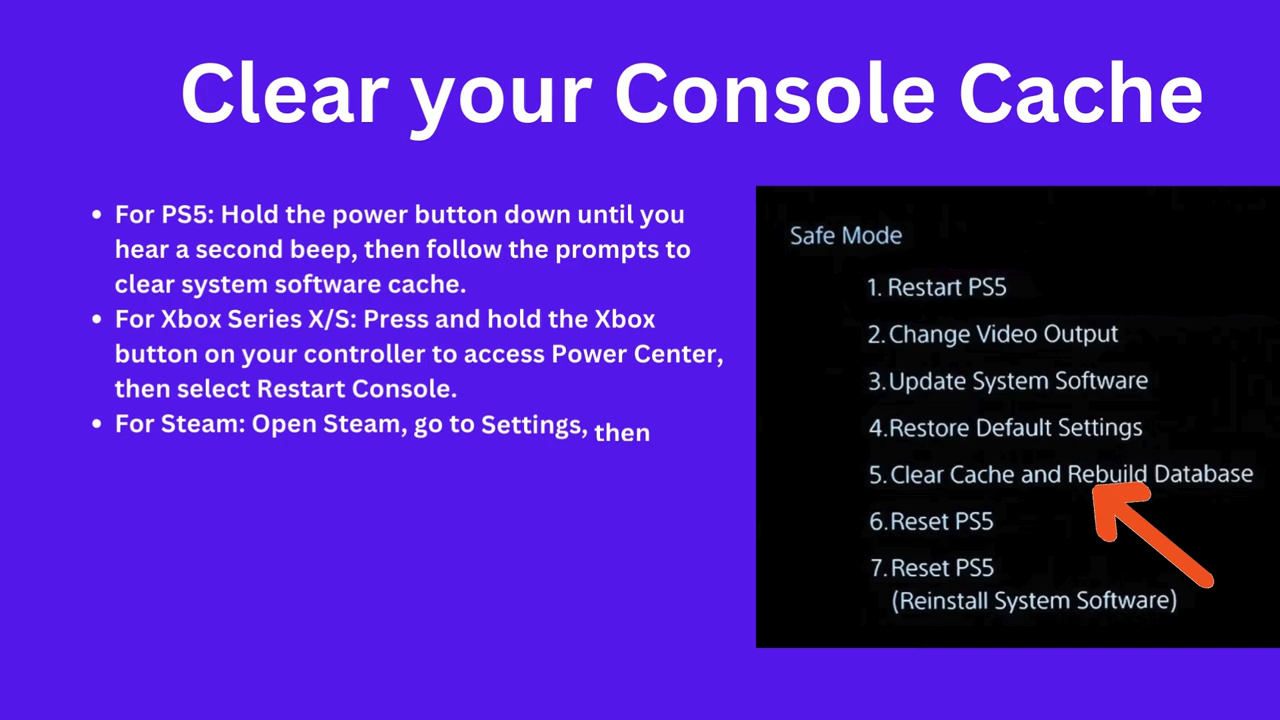 Clear your Console Cache
• For PS5: Hold the power button down until you
hear a second beep, then follow the prompts to
clear system software cache.
• For Xbox Series X/S: Press and hold the Xbox
button on your controller to access Power Center,
then select Restart Console.
• For Steam: Open Steam, go to Settings, then
Safe Mode
1. Restart PS5
2. Change Video Output
3. Update System Software
4. Restore Default Settings
5. Clear Cache and Rebuild Database
6. Reset PS5
7. Reset PS5
(Reinstall System Software)